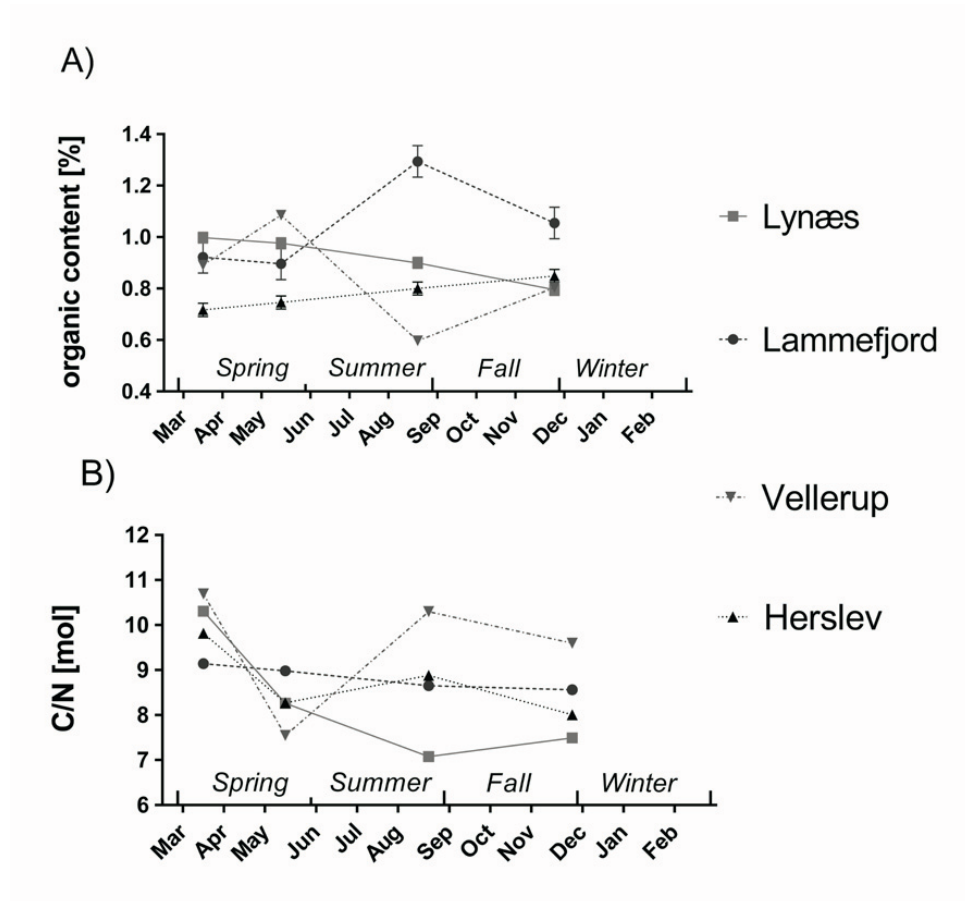 A)
organic content [%]
1.4
1.2
1.0
0.8
0.6
0.4
Spring Summer Fall Winter
Mar Apr May Jun Jul Aug Sep Oct Nov Dec Jan Feb
Lynæs
Lammefjord
Vellerup
Herslev
B)
C/N [mol]
12
11
10
9
8
7
6
Spring Summer Fall Winter
Mar Apr May Jun Jul Aug Sep Oct Nov Dec Jan Feb